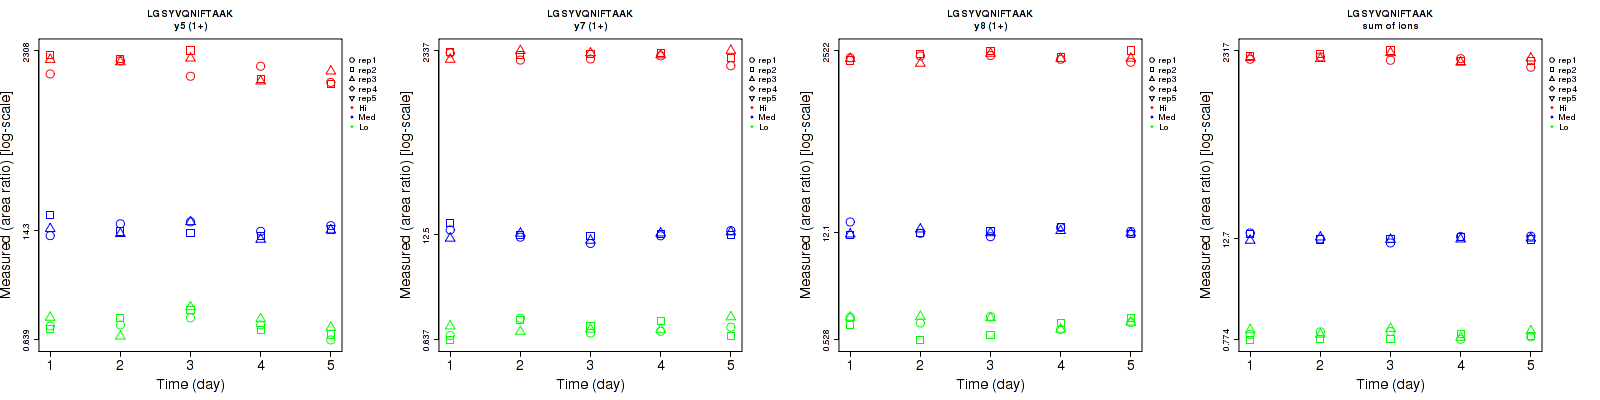 LGSYVQNIFTAAK
y5 (1+)
Measured (area ratio) [log-scale]
2308
14.3
0.839
1 2 3 4 5
Time (day)
rep1
rep2
rep3
rep4
rep5
Hi
Med
Lo
LGSYVQNIFTAAK
y7 (1+)
Measured (area ratio) [log-scale]
2337
12.5
0.837
1 2 3 4 5
Time (day)
rep1
rep2
rep3
rep4
rep5
Hi
Med
Lo
LGSYVQNIFTAAK
y8 (1+)
Measured (area ratio) [log-scale]
2522
12.1
0.528
1 2 3 4 5
Time (day)
rep1
rep2
rep3
rep4
rep5
Hi
Med
Lo
LGSYVQNIFTAAK
sum of ions
Measured (area ratio) [log-scale]
2317
12.7
0.774
1 2 3 4 5
Time (day)
rep1
rep2
rep3
rep4
rep5
Hi
Med
Lo